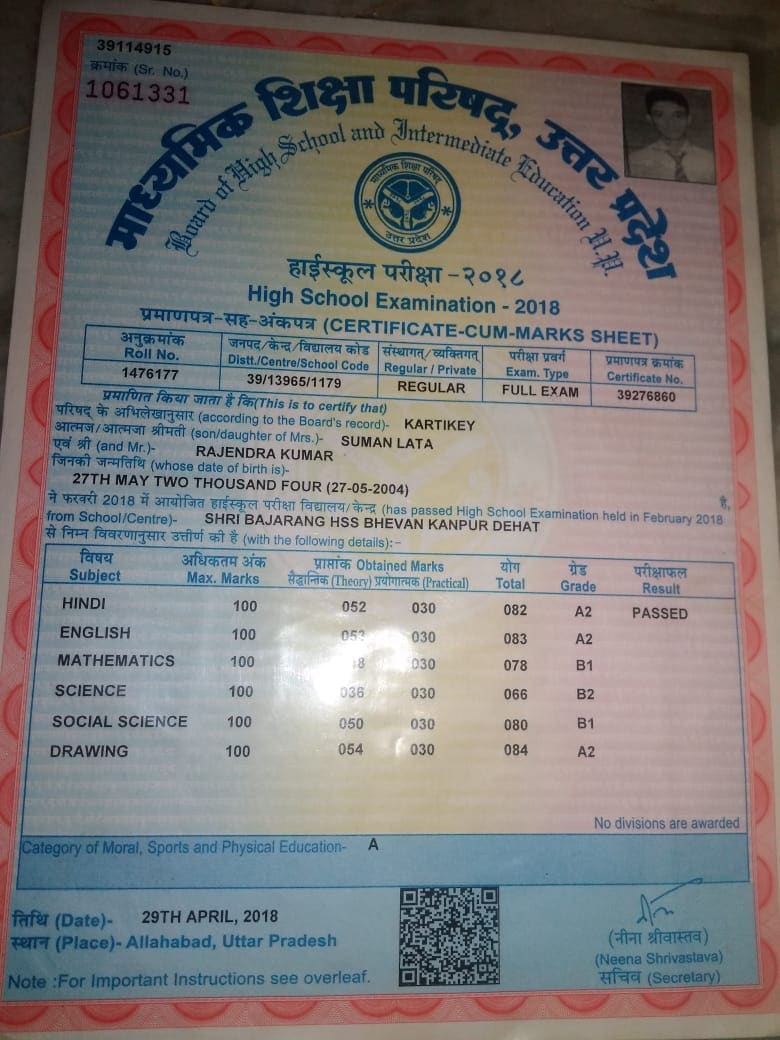 39114915
क्रमांक (Sr. No.)
1061331
माध्यमिक शिक्षा परिषद्, उत्तर प्रदेश
Board of High School and Intermediate Education U.P.
माध्यमिक शिक्षा परिषद्
उत्तर प्रदेश
हाईस्कूल परीक्षा -२०१८
High School Examination - 2018
प्रमाणपत्र-सह-अंकपत्र (CERTIFICATE-CUM-MARKS SHEET)
अनुक्रमांक जनपद/केन्द्र/विद्यालय कोड संस्थागत्/व्यक्तिगत् परीक्षा प्रवर्ग प्रमाणपत्र क्रमांक
Roll No. Distt./Centre/School Code Regular / Private Exam. Type Certificate No.
1476177 39/13965/1179 REGULAR FULL EXAM 39276860
प्रमाणित किया जाता है कि(This is to certify that)
परिषद् के अभिलेखानुसार (according to the Board's record)- KARTIKEY
आत्मज/आत्मजा श्रीमती (son/daughter of Mrs.)- SUMAN LATA
एवं श्री (and Mr.)- RAJENDRA KUMAR
जिनकी जन्मतिथि (whose date of birth is)-
27TH MAY TWO THOUSAND FOUR (27-05-2004) है,
ने फरवरी 2018 में आयोजित हाईस्कूल परीक्षा विद्यालय/केन्द्र (has passed High School Examination held in February 2018
from School/Centre)- SHRI BAJARANG HSS BHEVAN KANPUR DEHAT
से निम्न विवरणानुसार उत्तीर्ण की है (with the following details):-
विषय अधिकतम अंक प्राप्तांक Obtained Marks योग ग्रेड परीक्षाफल
Subject Max. Marks सैद्धान्तिक (Theory) प्रयोगात्मक (Practical) Total Grade Result
HINDI 100 052 030 082 A2 PASSED
ENGLISH 100 053 030 083 A2
MATHEMATICS 100 030 078 B1
SCIENCE 100 036 030 066 B2
SOCIAL SCIENCE 100 050 030 080 B1
DRAWING 100 054 030 084 A2
No divisions are awarded
Category of Moral, Sports and Physical Education- A
तिथि (Date)- 29TH APRIL, 2018
स्थान (Place)- Allahabad, Uttar Pradesh
Note :For Important Instructions see overleaf.
(नीना श्रीवास्तव)
(Neena Shrivastava)
सचिव (Secretary)